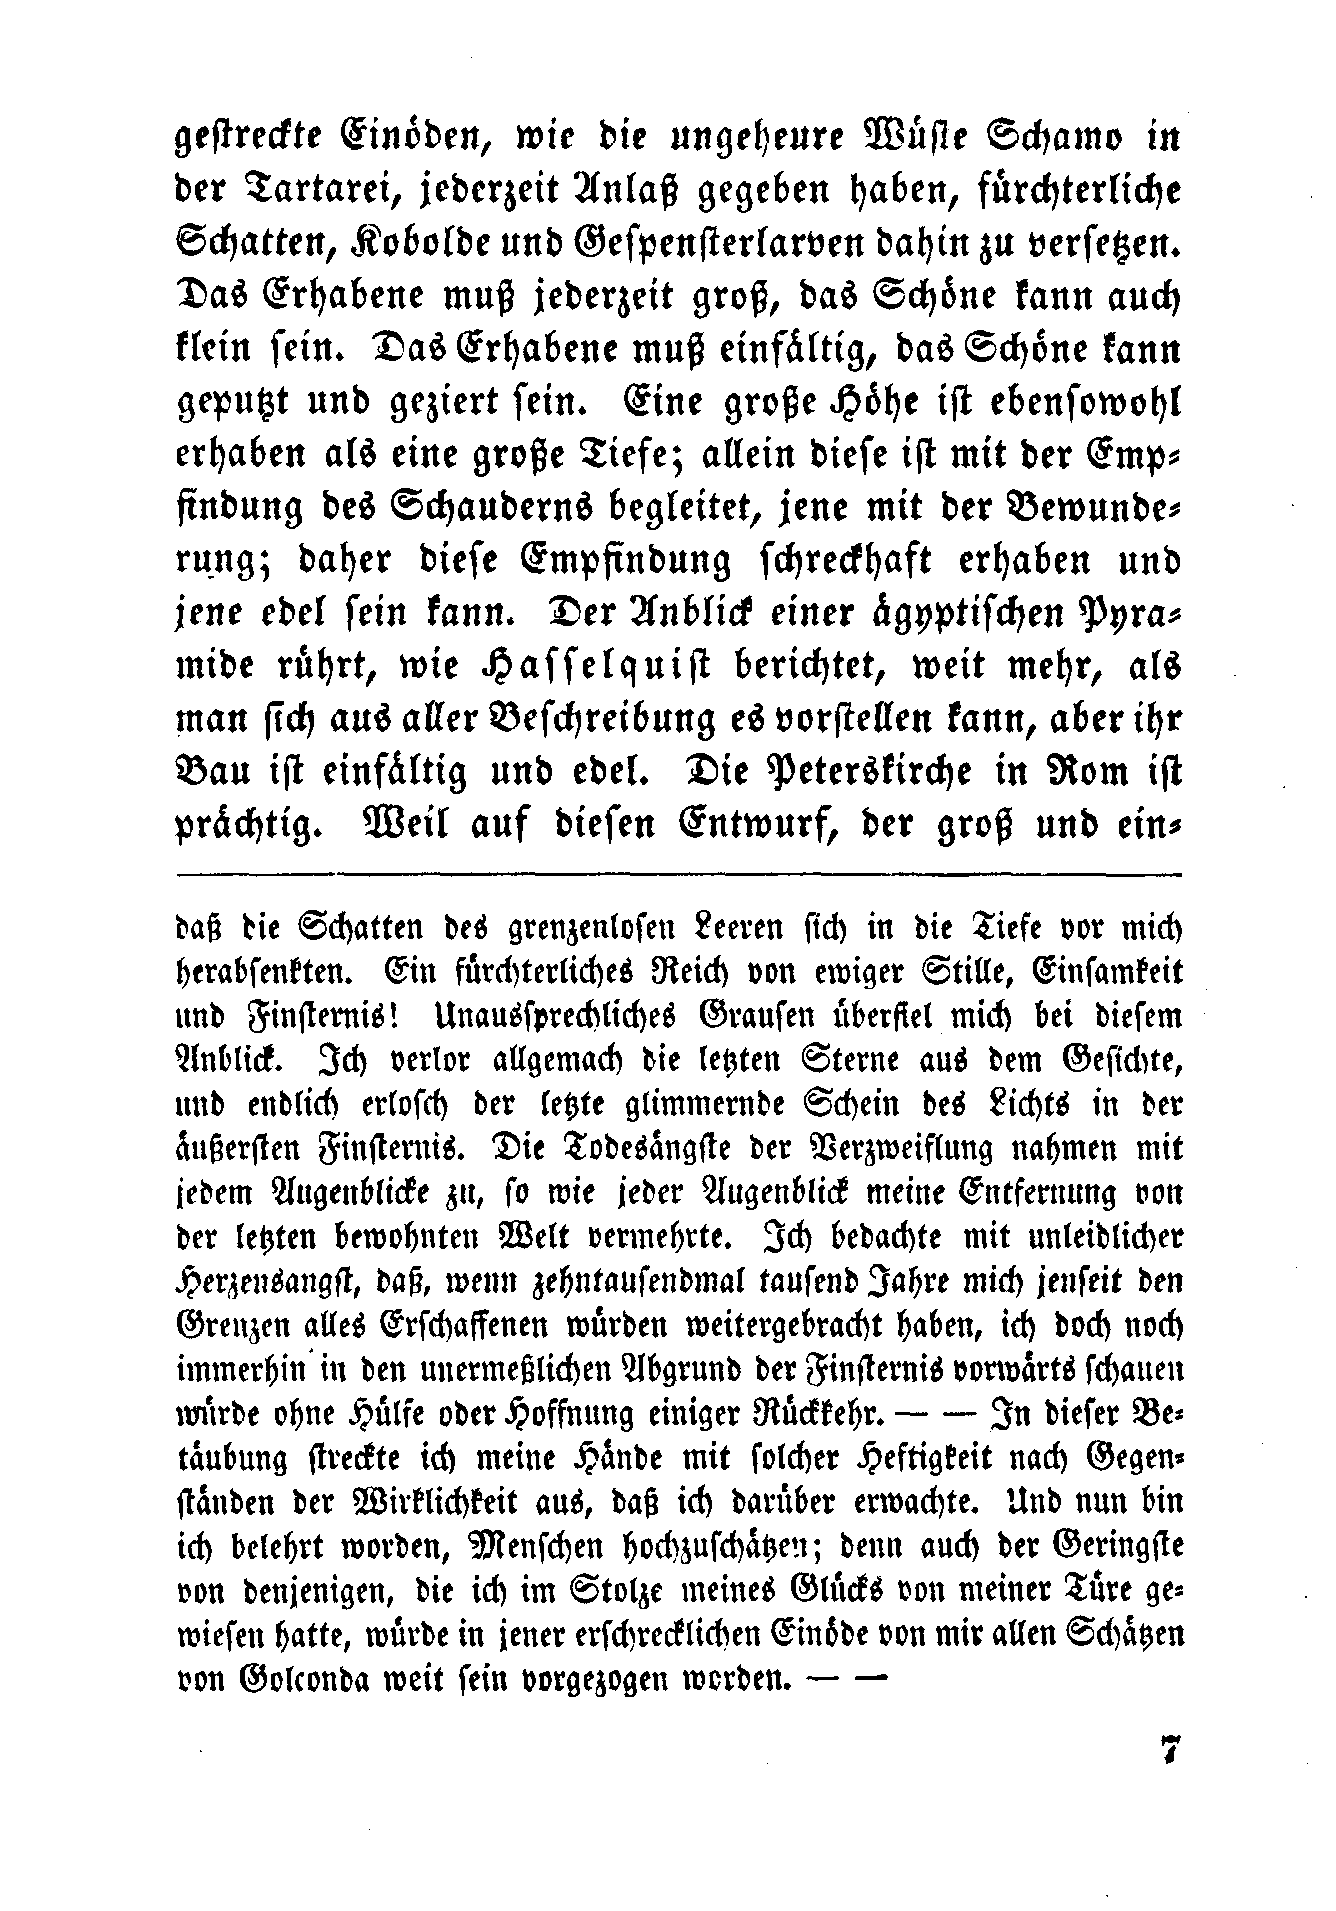 gestreckte Einöden, wie die ungeheure Wüste Schamo in
der Tartarei, jederzeit Anlaß gegeben haben, fürchterliche
Schatten, Kobolde und Gespensterlarven dahin zu versetzen.
Das Erhabene muß jederzeit groß, das Schöne kann auch
klein sein. Das Erhabene muß einfältig, das Schöne kann
geputzt und geziert sein. Eine große Höhe ist ebensowohl
erhaben als eine große Tiefe; allein diese ist mit der Emp-
findung des Schauderns begleitet, jene mit der Bewunde-
rung; daher diese Empfindung schreckhaft erhaben und
jene edel sein kann. Der Anblick einer ägyptischen Pyra-
mide rührt, wie Hasselquist berichtet, weit mehr, als
man sich aus aller Beschreibung es vorstellen kann, aber ihr
Bau ist einfältig und edel. Die Peterskirche in Rom ist
prächtig. Weil auf diesen Entwurf, der groß und ein-
daß die Schatten des grenzenlosen Leeren sich in die Tiefe vor mich
herabsenkten. Ein fürchterliches Reich von ewiger Stille, Einsamkeit
und Finsternis! Unaussprechliches Grausen überfiel mich bei diesem
Anblick. Ich verlor allgemach die letzten Sterne aus dem Gesichte,
und endlich erlosch der letzte glimmernde Schein des Lichts in der
äußersten Finsternis. Die Todesängste der Verzweiflung nahmen mit
jedem Augenblicke zu, so wie jeder Augenblick meine Entfernung von
der letzten bewohnten Welt vermehrte. Ich bedachte mit unleidlicher
Herzensangst, daß, wenn zehntausendmal tausend Jahre mich jenseit den
Grenzen alles Erschaffenen würden weitergebracht haben, ich doch noch
immerhin in den unermeßlichen Abgrund der Finsternis vorwärts schauen
würde ohne Hülfe oder Hoffnung einiger Rückkehr. — — In dieser Be-
täubung streckte ich meine Hände mit solcher Heftigkeit nach Gegen-
ständen der Wirklichkeit aus, daß ich darüber erwachte. Und nun bin
ich belehrt worden, Menschen hochzuschätzen; denn auch der Geringste
von denjenigen, die ich im Stolze meines Glücks von meiner Türe ge-
wiesen hatte, würde in jener erschrecklichen Einöde von mir allen Schätzen
von Golconda weit sein vorgezogen worden. — —
7